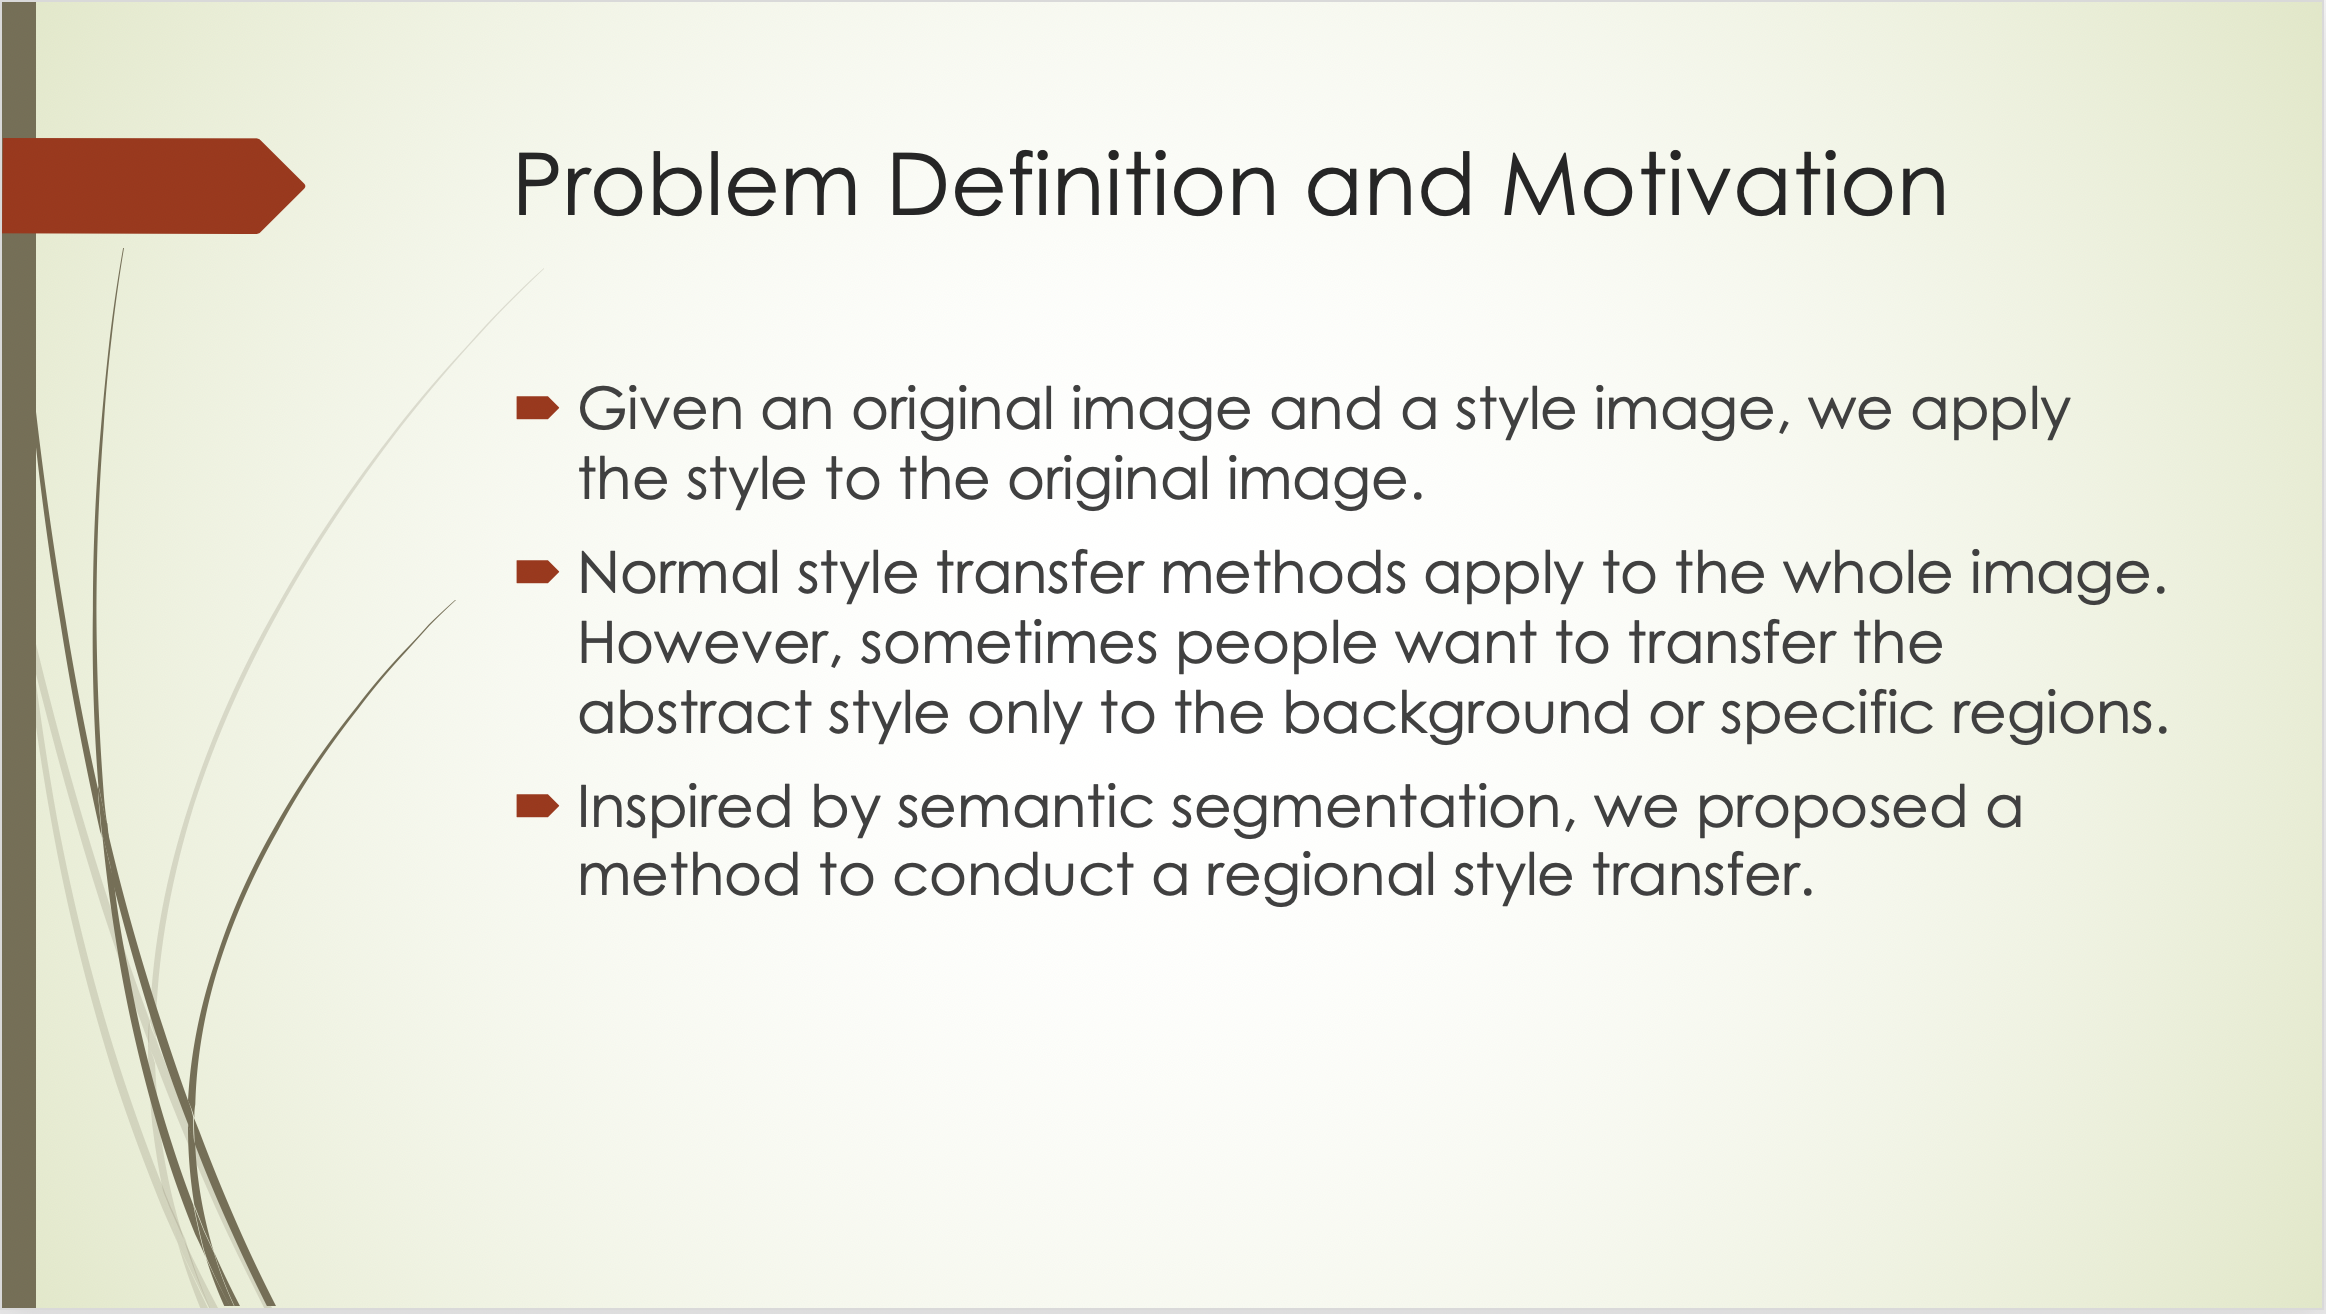 Problem Definition and Motivation
Given an original image and a style image, we apply
the style to the original image.
Normal style transfer methods apply to the whole image.
However, sometimes people want to transfer the
abstract style only to the background or specific regions.
Inspired by semantic segmentation, we proposed a
method to conduct a regional style transfer.